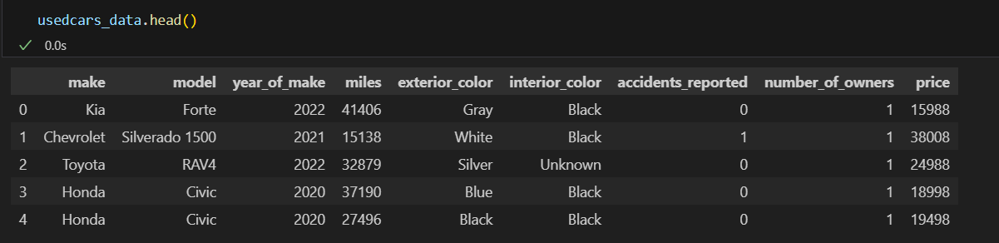 usedcars_data.head()
0.0s
make model year_of_make miles exterior_color interior_color accidents_reported number_of_owners price
0 Kia Forte 2022 41406 Gray Black 0 1 15988
1 Chevrolet Silverado 1500 2021 15138 White Black 1 1 38008
2 Toyota RAV4 2022 32879 Silver Unknown 0 1 24988
3 Honda Civic 2020 37190 Blue Black 0 1 18998
4 Honda Civic 2020 27496 Black Black 0 1 19498